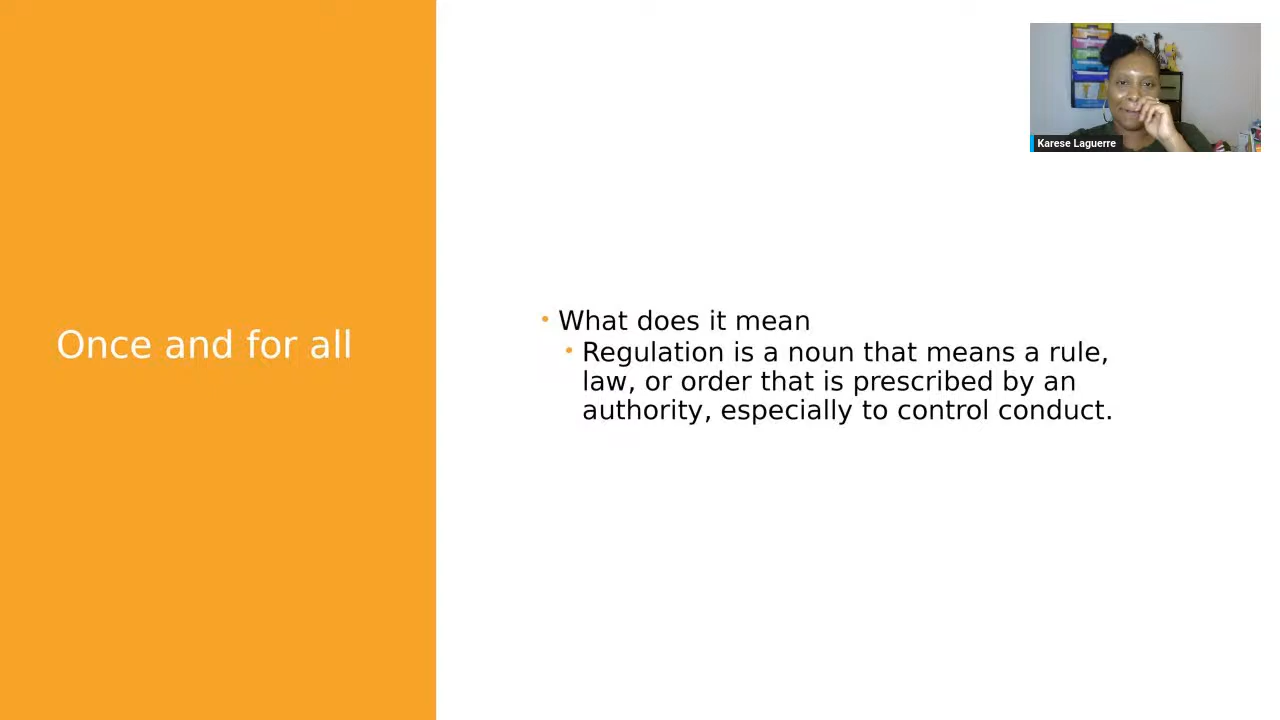 Karese Laguerre
Once and for all
• What does it mean
• Regulation is a noun that means a rule,
law, or order that is prescribed by an
authority, especially to control conduct.